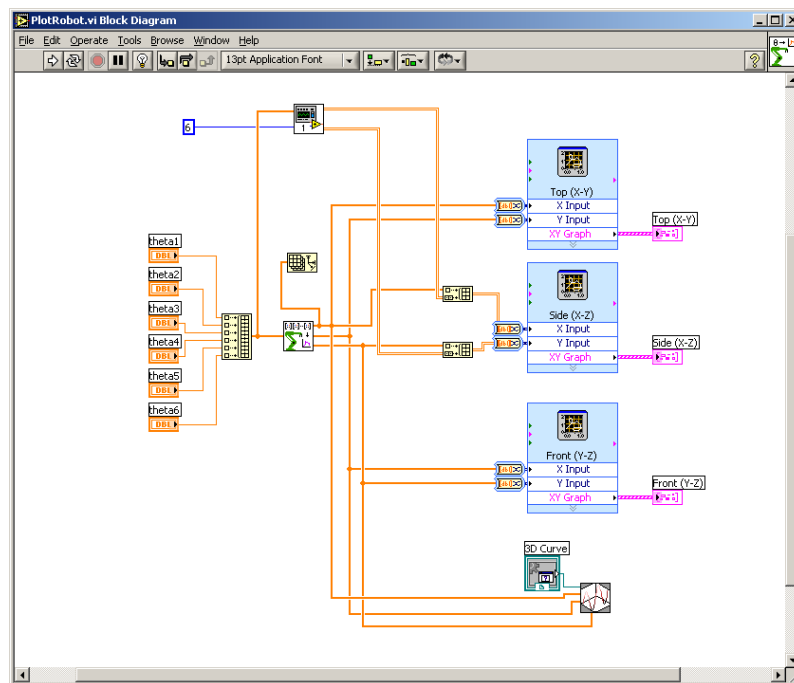 PlotRobot.vi Block Diagram
File Edit Operate Tools Browse Window Help
13pt Application Font
6
1
Top (X-Y)
X Input
Y Input
XY Graph
Top (X-Y)
theta1
DBL
theta2
DBL
theta3
DBL
theta4
DBL
theta5
DBL
theta6
DBL
Side (X-Z)
X Input
Y Input
XY Graph
Side (X-Z)
Front (Y-Z)
X Input
Y Input
XY Graph
Front (Y-Z)
3D Curve